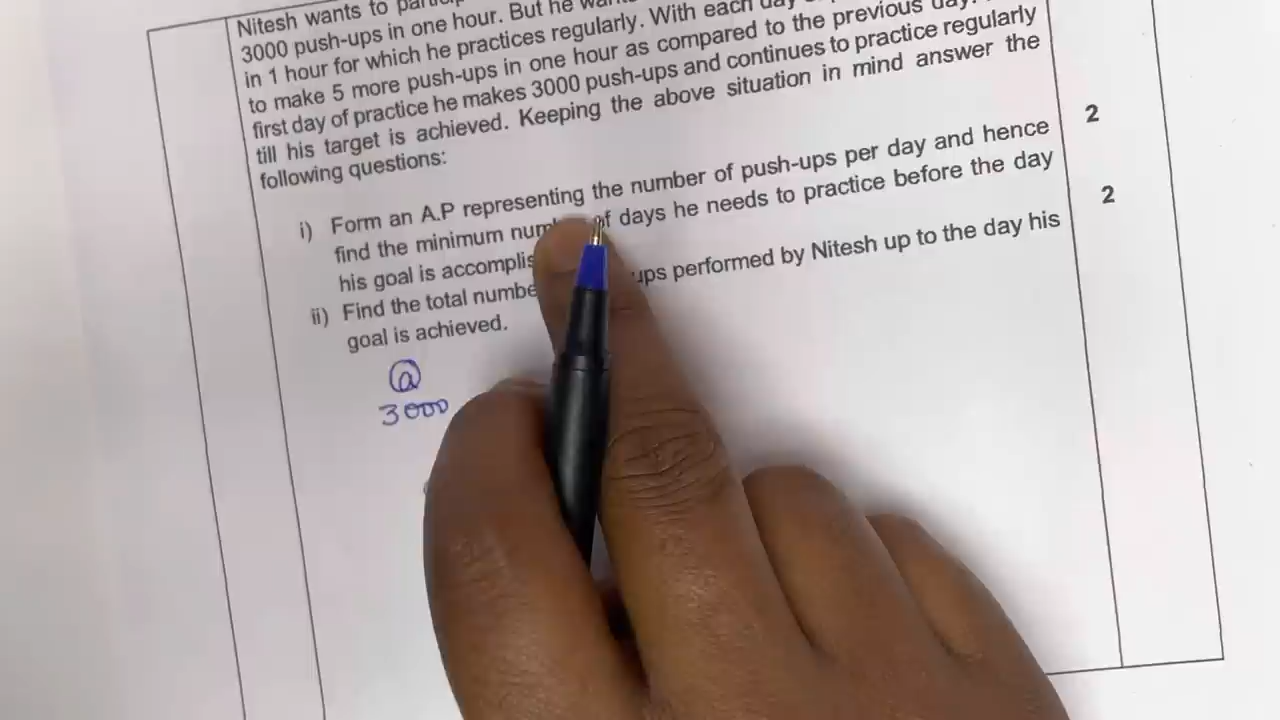 Nitesh wants to
3000 push-ups in one hour. But he
in 1 hour for which he practices regularly. With each day
to make 5 more push-ups in one hour as compared to the previous day.
first day of practice he makes 3000 push-ups and continues to practice regularly
till his target is achieved. Keeping the above situation in mind answer the
following questions:
2
i) Form an A.P representing the number of push-ups per day and hence
find the minimum of days he needs to practice before the day
his goal is
2
ii) Find the total ups performed by Nitesh up to the day his
goal is achieved.
a
3000